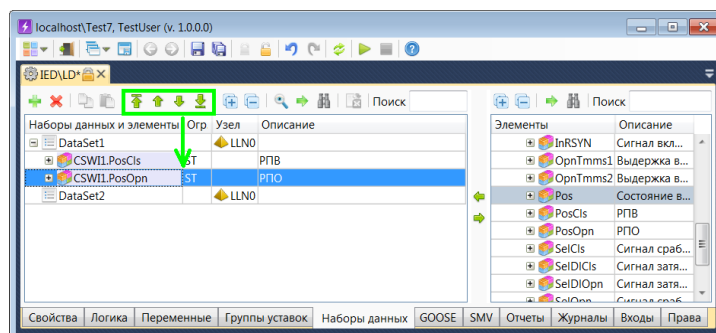 localhost\Test7, TestUser (v. 1.0.0.0)
IED\LD*
Поиск
Поиск
Наборы данных и элементы Огр Узел Описание
DataSet1 LLN0
CSWI1.PosCls ST РПВ
CSWI1.PosOpn ST РПО
DataSet2 LLN0
Элементы Описание
InRSYN Сигнал вкл...
OpnTmms1 Выдержка в...
OpnTmms2 Выдержка в...
Pos Состояние в...
PosCls РПВ
PosOpn РПО
SelCls Сигнал сраб...
SelDlCls Сигнал затя...
SelDlOpn Сигнал затя...
SelOpn Сигнал сраб...
Свойства Логика Переменные Группы уставок Наборы данных GOOSE SMV Отчеты Журналы Входы Права